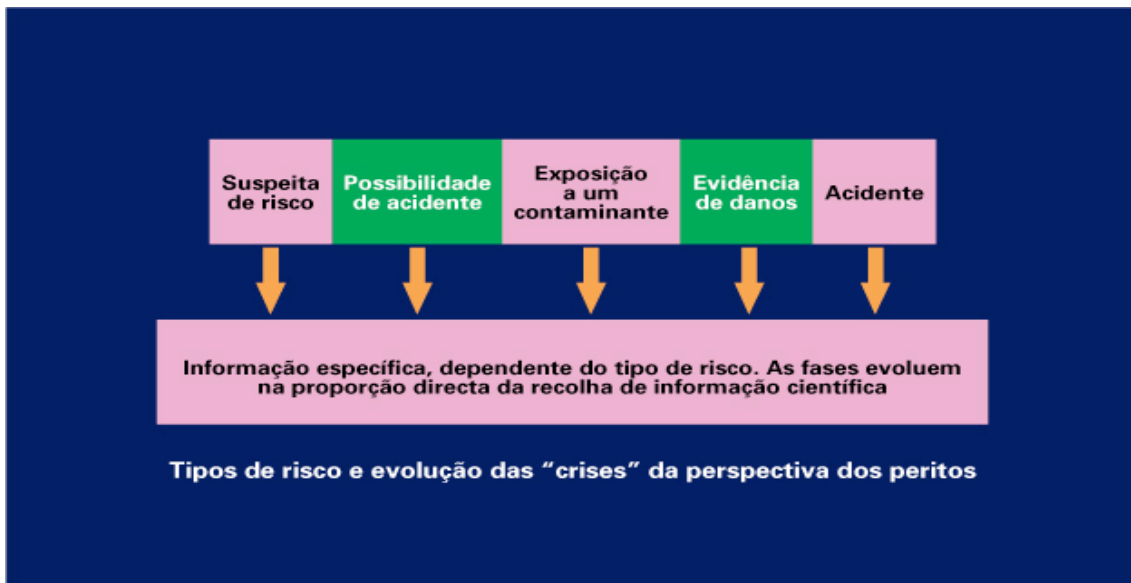 Suspeita
de risco
Possibilidade
de acidente
Exposição
a um
contaminante
Evidência
de danos
Acidente
Informação específica, dependente do tipo de risco. As fases evoluem
na proporção directa da recolha de informação científica
Tipos de risco e evolução das “crises” da perspectiva dos peritos